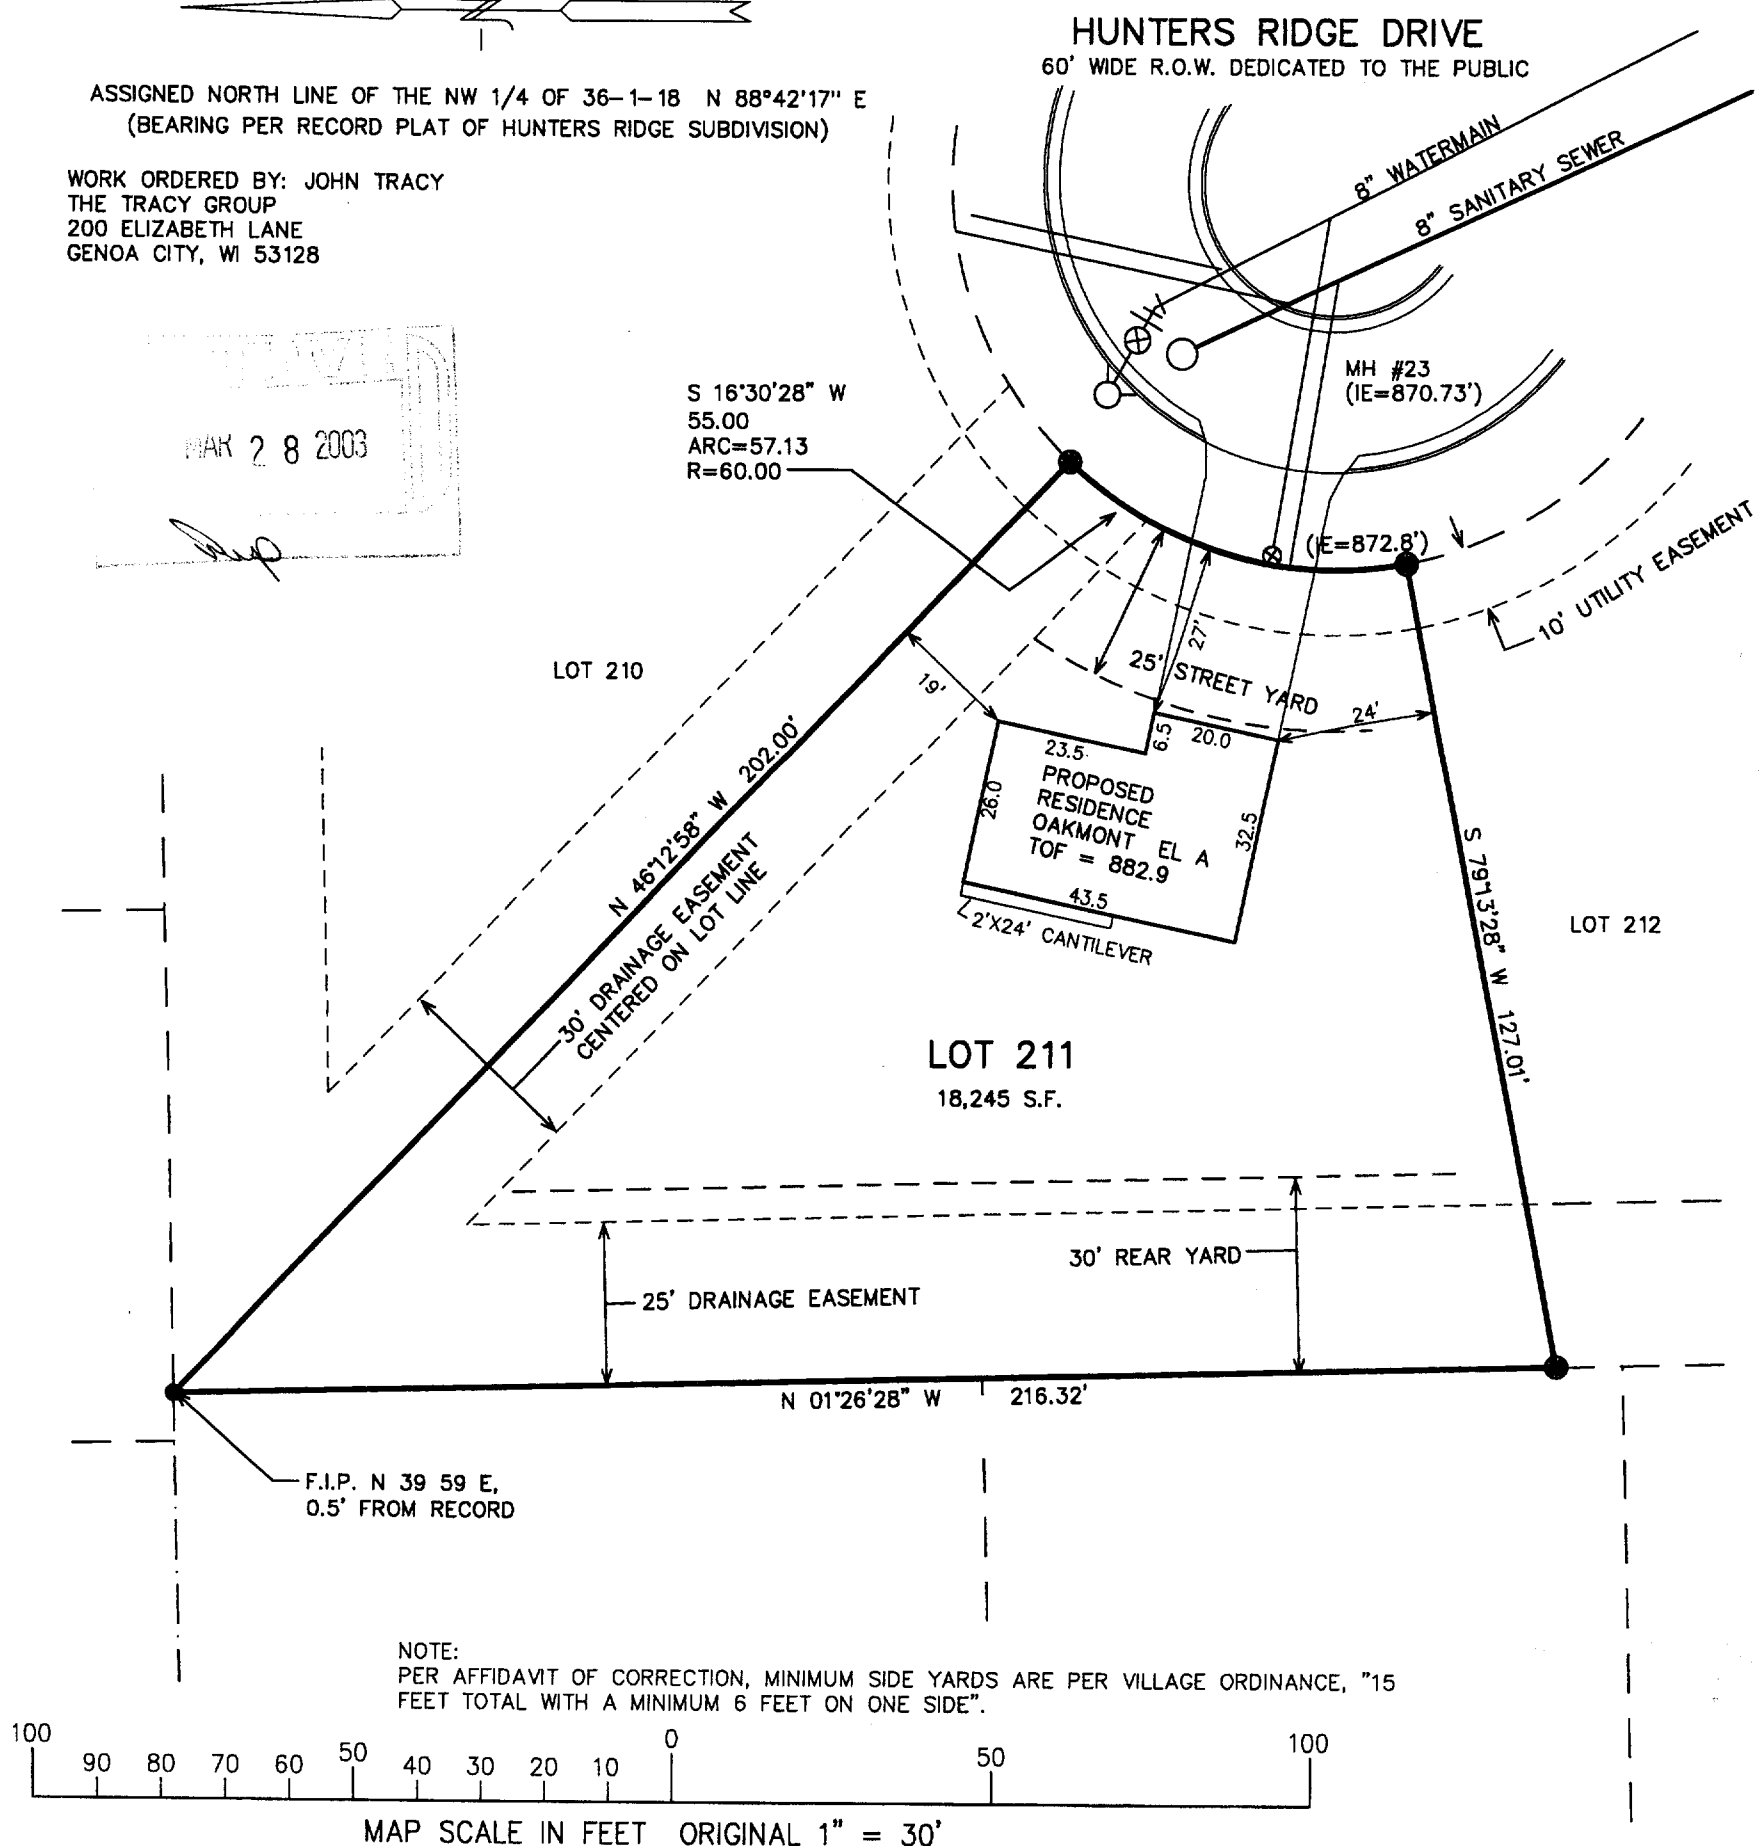 HUNTERS RIDGE DRIVE
60' WIDE R.O.W. DEDICATED TO THE PUBLIC
ASSIGNED NORTH LINE OF THE NW 1/4 OF 36-1-18 N 88°42'17" E
(BEARING PER RECORD PLAT OF HUNTERS RIDGE SUBDIVISION)
WORK ORDERED BY: JOHN TRACY
THE TRACY GROUP
200 ELIZABETH LANE
GENOA CITY, WI 53128
8" WATERMAIN
8" SANITARY SEWER
MAR 28 2003
S 16°30'28" W
55.00
ARC=57.13
R=60.00
MH #23
(IE=870.73')
(IE=872.8')
10' UTILITY EASEMENT
LOT 210
19'
27'
25' STREET YARD
24'
23.5
6.5
20.0
26.0
32.5
PROPOSED
RESIDENCE
OAKMONT EL A
TOF = 882.9
43.5
2'X24' CANTILEVER
N 46°12'58" W 202.00'
30' DRAINAGE EASEMENT
CENTERED ON LOT LINE
S 79°13'28" W 127.01'
LOT 212
LOT 211
18,245 S.F.
30' REAR YARD
25' DRAINAGE EASEMENT
N 01°26'28" W 216.32'
F.I.P. N 39 59 E,
0.5' FROM RECORD
NOTE:
PER AFFIDAVIT OF CORRECTION, MINIMUM SIDE YARDS ARE PER VILLAGE ORDINANCE, "15
FEET TOTAL WITH A MINIMUM 6 FEET ON ONE SIDE".
100 90 80 70 60 50 40 30 20 10 0 50 100
MAP SCALE IN FEET ORIGINAL 1" = 30'